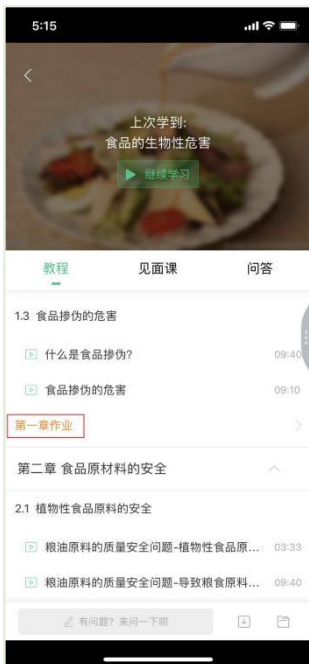 5:15
上次学到:
食品的生物性危害
继续学习
教程 见面课 问答
1.3 食品掺伪的危害
什么是食品掺伪? 09:40
食品掺伪的危害 09:10
第一章作业
第二章 食品原材料的安全
2.1 植物性食品原料的安全
粮油原料的质量安全问题-植物性食品原... 03:33
粮油原料的质量安全问题-导致粮食原料... 09:40
有问题? 来问一下呗